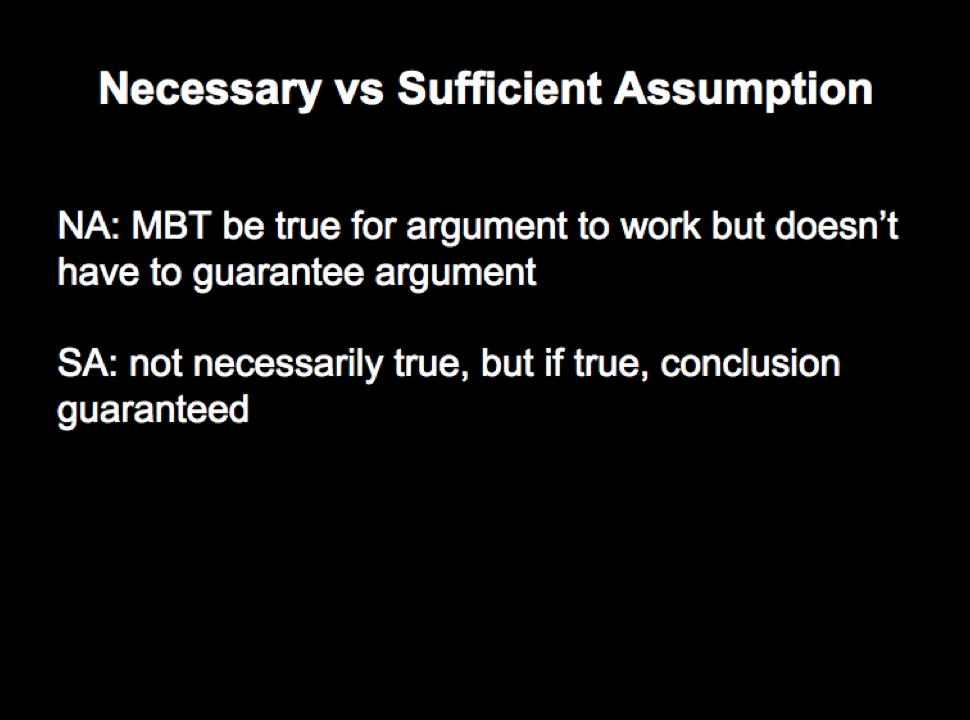 Necessary vs Sufficient Assumption
NA: MBT be true for argument to work but doesn’t
have to guarantee argument
SA: not necessarily true, but if true, conclusion
guaranteed